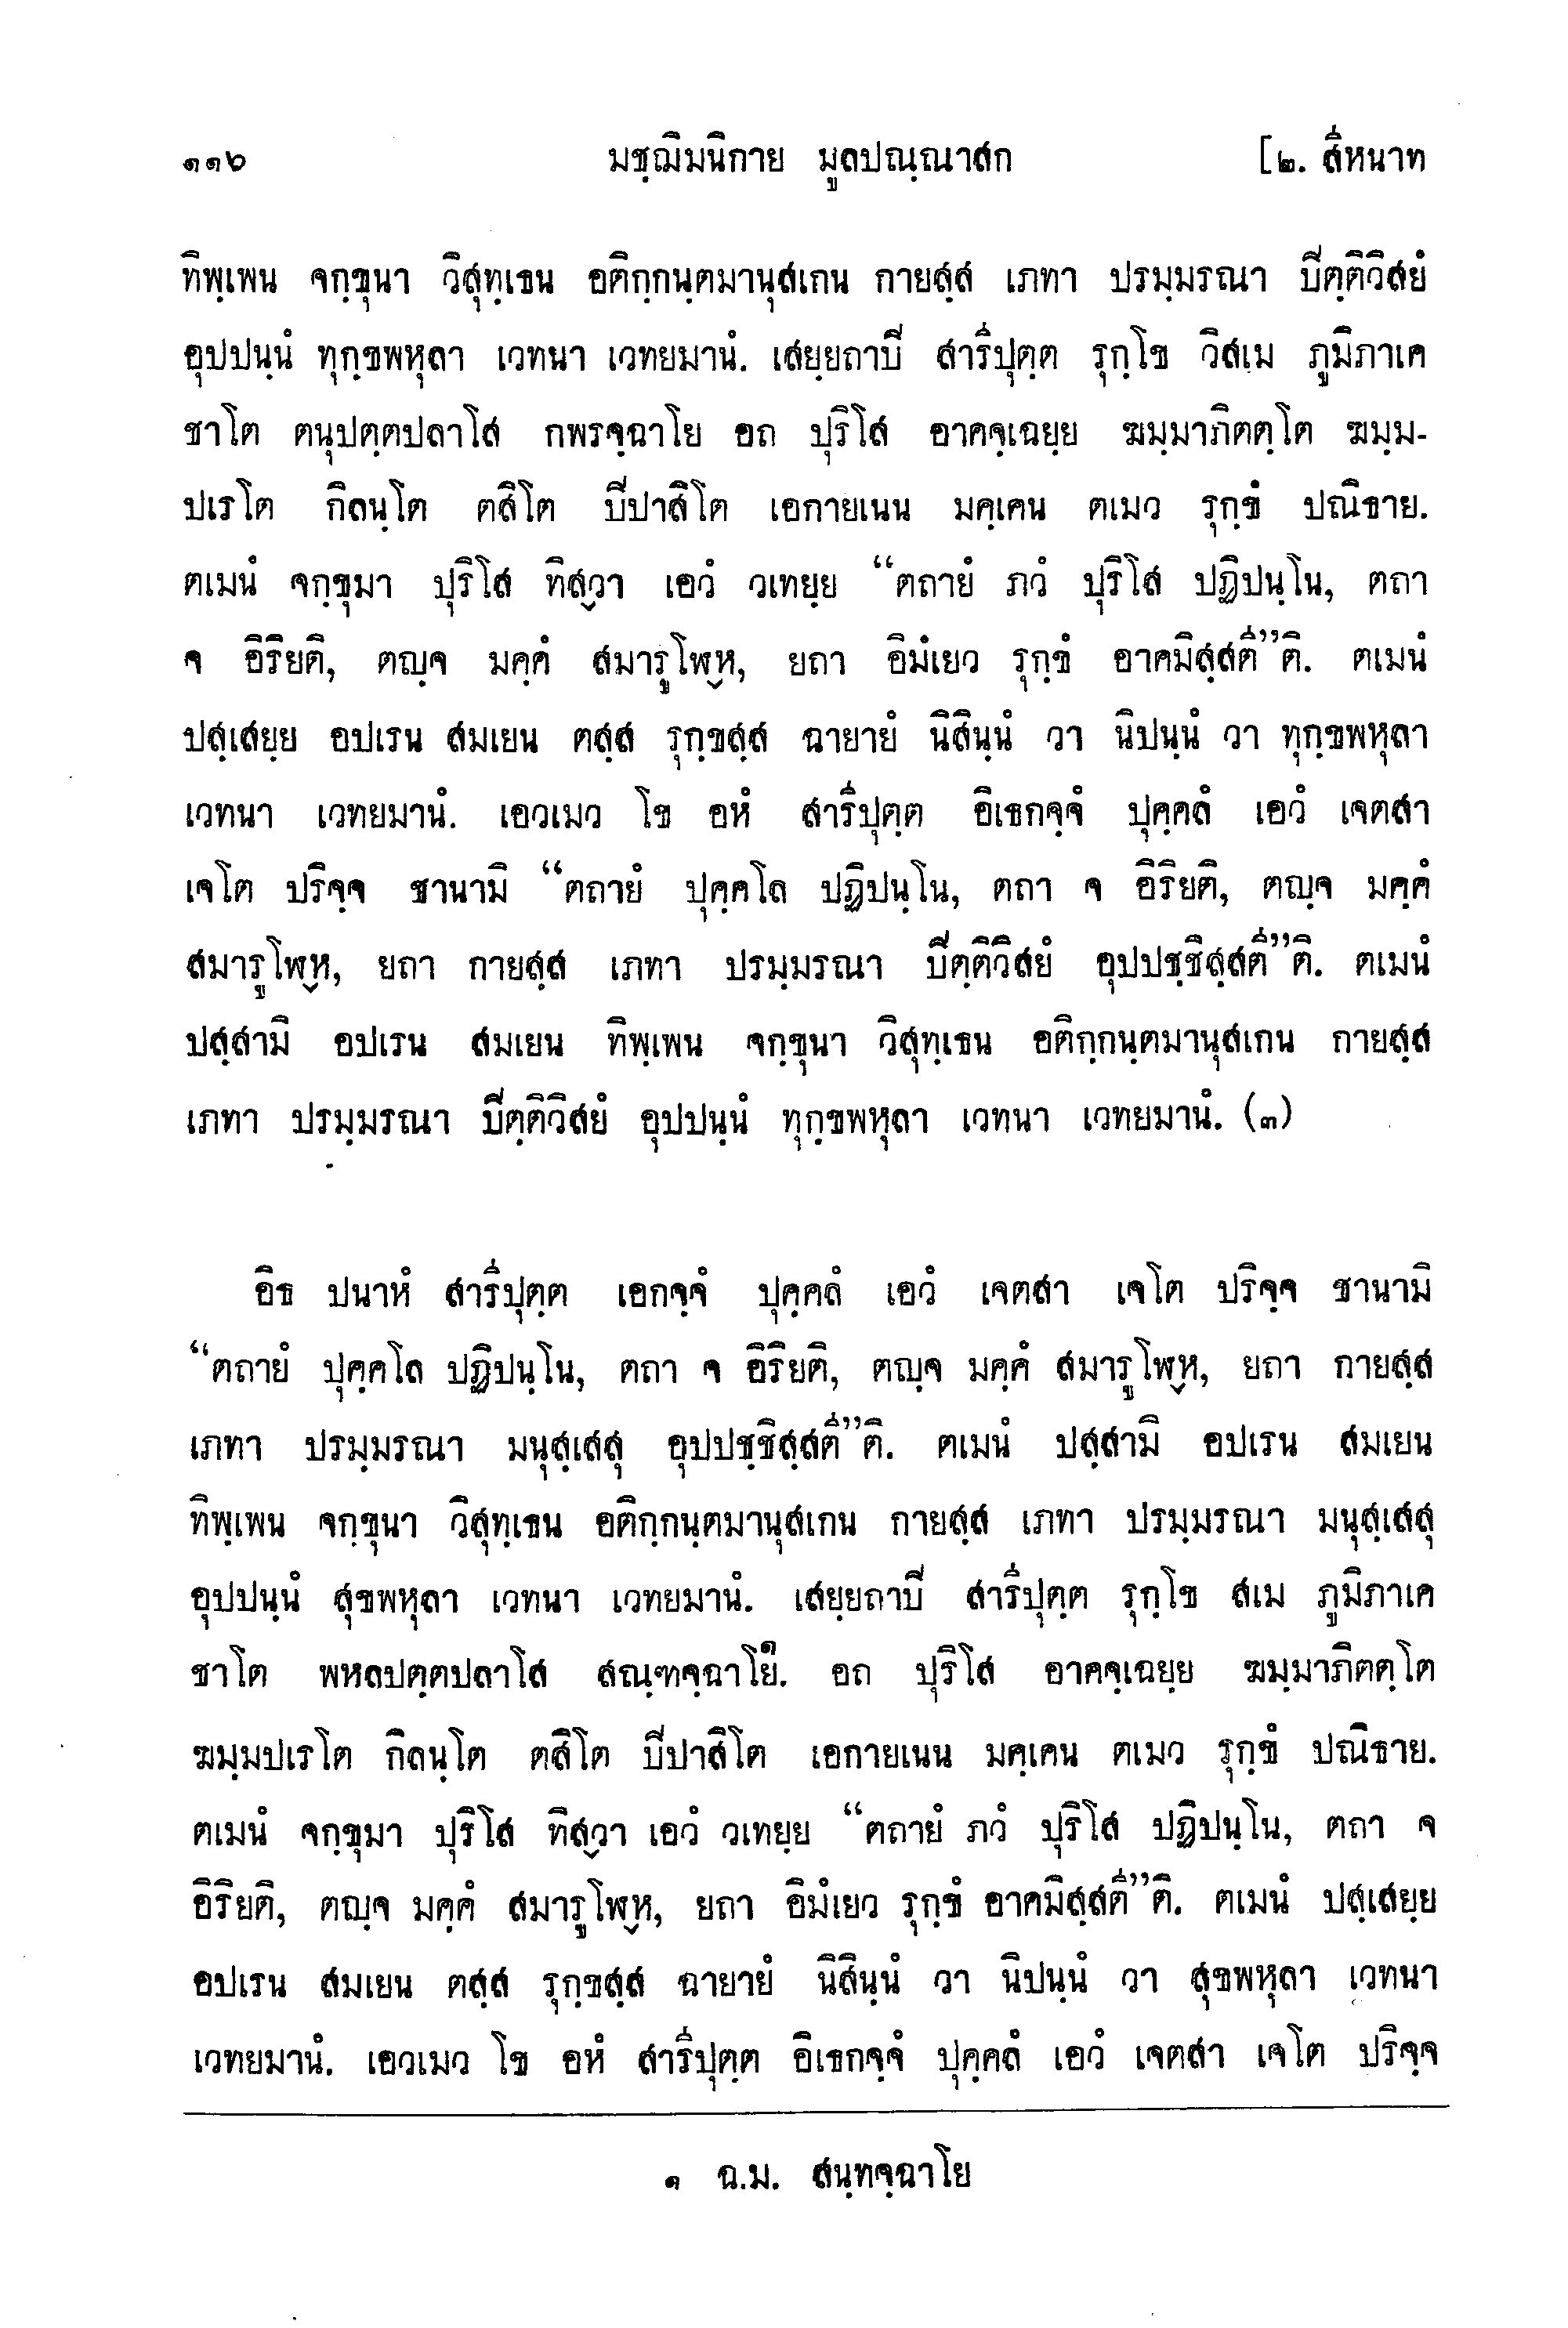 ๑๑๖ มชฺฌิมนิกาย มูลปณฺณาสก [๒. สีหนาท
ทิพฺเพน จกฺขุนา วิสุทฺเธน อติกฺกนฺตมานุสเกน กายสฺส เภทา ปรมฺมรณา ปีตฺติวิสยํ
อุปปนฺนํ ทุกฺขพหุลา เวทนา เวทยมานํ. เสยฺยถาปี สารีปุตฺต รุกฺโข วิสเม ภูมิภาเค
ชาโต ตนุปตฺตปลาโส กพรจฺฉาโย อถ ปุริโส อาคจฺเฉยฺย ฆมฺมาภิตตฺโต ฆมฺม-
ปเรโต กิลนฺโต ตสิโต ปีปาสิโต เอกายเนน มคฺเคน ตเมว รุกฺขํ ปณิธาย.
ตเมนํ จกฺขุมา ปุริโส ทิสฺวา เอวํ วเทยฺย “ตถายํ ภวํ ปุริโส ปฏิปนฺโน, ตถา
จ อิริยติ, ตญฺจ มคฺคํ สมารูโฬฺห, ยถา อิมํเยว รุกฺขํ อาคมิสฺสตี”ติ. ตเมนํ
ปสฺเสยฺย อปเรน สมเยน ตสฺส รุกฺขสฺส ฉายายํ นิสินฺนํ วา นิปนฺนํ วา ทุกฺขพหุลา
เวทนา เวทยมานํ. เอวเมว โข อหํ สารีปุตฺต อิเธกจฺจํ ปุคฺคลํ เอวํ เจตสา
เจโต ปริจฺจ ชานามิ “ตถายํ ปุคฺคโล ปฏิปนฺโน, ตถา จ อิริยติ, ตญฺจ มคฺคํ
สมารูโฬฺห, ยถา กายสฺส เภทา ปรมฺมรณา ปีตฺติวิสยํ อุปปชฺชิสฺสตี”ติ. ตเมนํ
ปสฺสามิ อปเรน สมเยน ทิพฺเพน จกฺขุนา วิสุทฺเธน อติกฺกนฺตมานุสเกน กายสฺส
เภทา ปรมฺมรณา ปีตฺติวิสยํ อุปปนฺนํ ทุกฺขพหุลา เวทนา เวทยมานํ. (๓)
อิธ ปนาหํ สารีปุตฺต เอกจฺจํ ปุคฺคลํ เอวํ เจตสา เจโต ปริจฺจ ชานามิ
“ตถายํ ปุคฺคโล ปฏิปนฺโน, ตถา จ อิริยติ, ตญฺจ มคฺคํ สมารูโฬฺห, ยถา กายสฺส
เภทา ปรมฺมรณา มนุสฺเสสุ อุปปชฺชิสฺสตี”ติ. ตเมนํ ปสฺสามิ อปเรน สมเยน
ทิพฺเพน จกฺขุนา วิสุทฺเธน อติกฺกนฺตมานุสเกน กายสฺส เภทา ปรมฺมรณา มนุสฺเสสุ
อุปปนฺนํ สุขพหุลา เวทนา เวทยมานํ. เสยฺยถาปี สารีปุตฺต รุกฺโข สเม ภูมิภาเค
ชาโต พหลปตฺตปลาโส สณฺฑจฺฉาโย๑. อถ ปุริโส อาคจฺเฉยฺย ฆมฺมาภิตตฺโต
ฆมฺมปเรโต กิลนฺโต ตสิโต ปีปาสิโต เอกายเนน มคฺเคน ตเมว รุกฺขํ ปณิธาย.
ตเมนํ จกฺขุมา ปุริโส ทิสฺวา เอวํ วเทยฺย “ตถายํ ภวํ ปุริโส ปฏิปนฺโน, ตถา จ
อิริยติ, ตญฺจ มคฺคํ สมารูโฬฺห, ยถา อิมํเยว รุกฺขํ อาคมิสฺสตี”ติ. ตเมนํ ปสฺเสยฺย
อปเรน สมเยน ตสฺส รุกฺขสฺส ฉายายํ นิสินฺนํ วา นิปนฺนํ วา สุขพหุลา เวทนา
เวทยมานํ. เอวเมว โข อหํ สารีปุตฺต อิเธกจฺจํ ปุคฺคลํ เอวํ เจตสา เจโต ปริจฺจ
๑ ฉ.ม. สนฺทจฺฉาโย